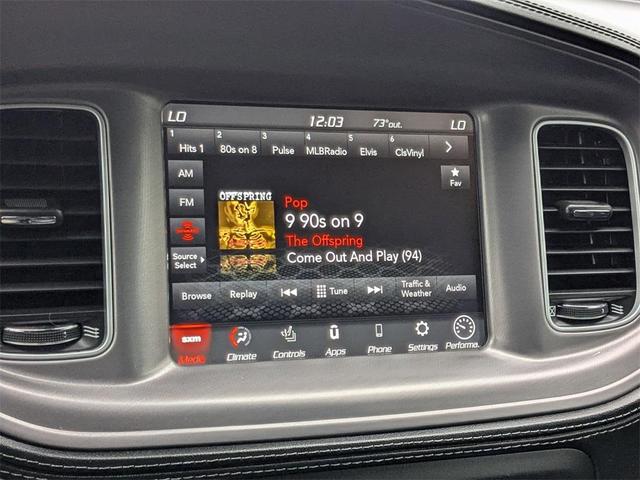 LO 12:03 73°out. LO
1 2 3 4 5 6
Hits 1 80s on 8 Pulse MLBRadio Elvis ClsVinyl
AM
FM
Source
Select
Fav
OFFSPRING
Pop
9 90s on 9
The Offspring
Come Out And Play (94)
Browse Replay Tune Traffic & Weather Audio
sxm
Media Climate Controls Apps Phone Settings Performa.